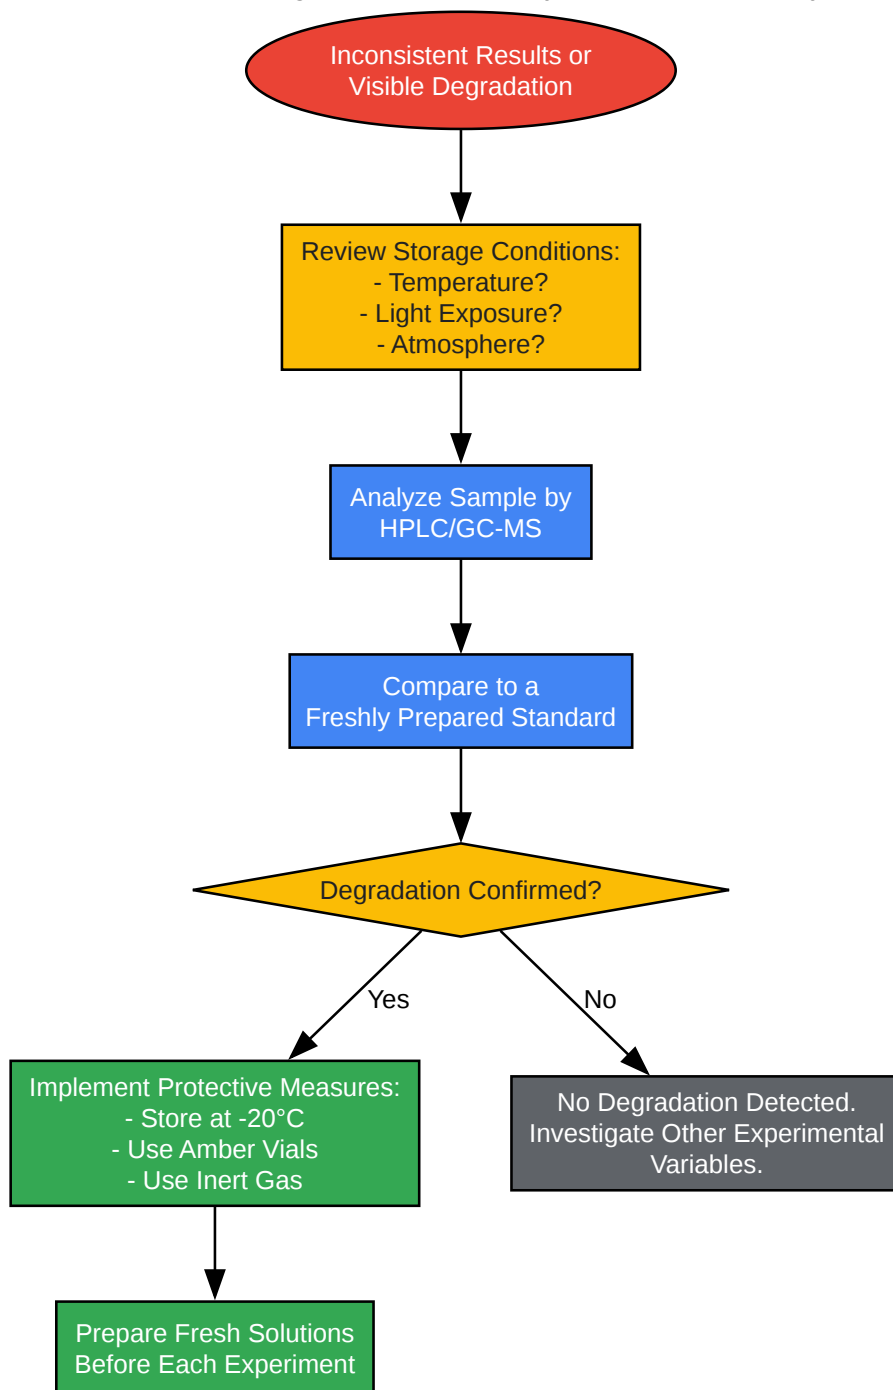 Inconsistent Results or
Visible Degradation
Review Storage Conditions:
- Temperature?
- Light Exposure?
- Atmosphere?
Analyze Sample by
HPLC/GC-MS
Compare to a
Freshly Prepared Standard
Degradation Confirmed?
Yes
No
Implement Protective Measures:
- Store at -20°C
- Use Amber Vials
- Use Inert Gas
No Degradation Detected.
Investigate Other Experimental
Variables.
Prepare Fresh Solutions
Before Each Experiment